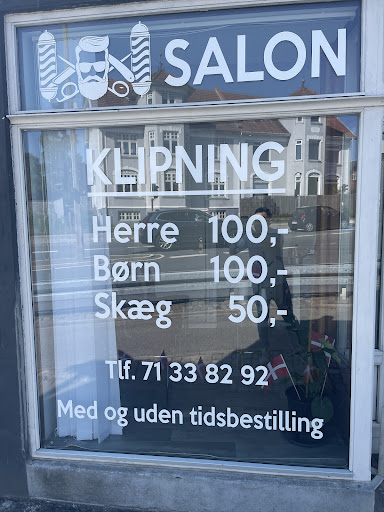 SALON
KLIPNING
Herre 100,-
Børn 100,-
Skæg 50,-
Tlf. 71 33 82 92
Med og uden tidsbestilling